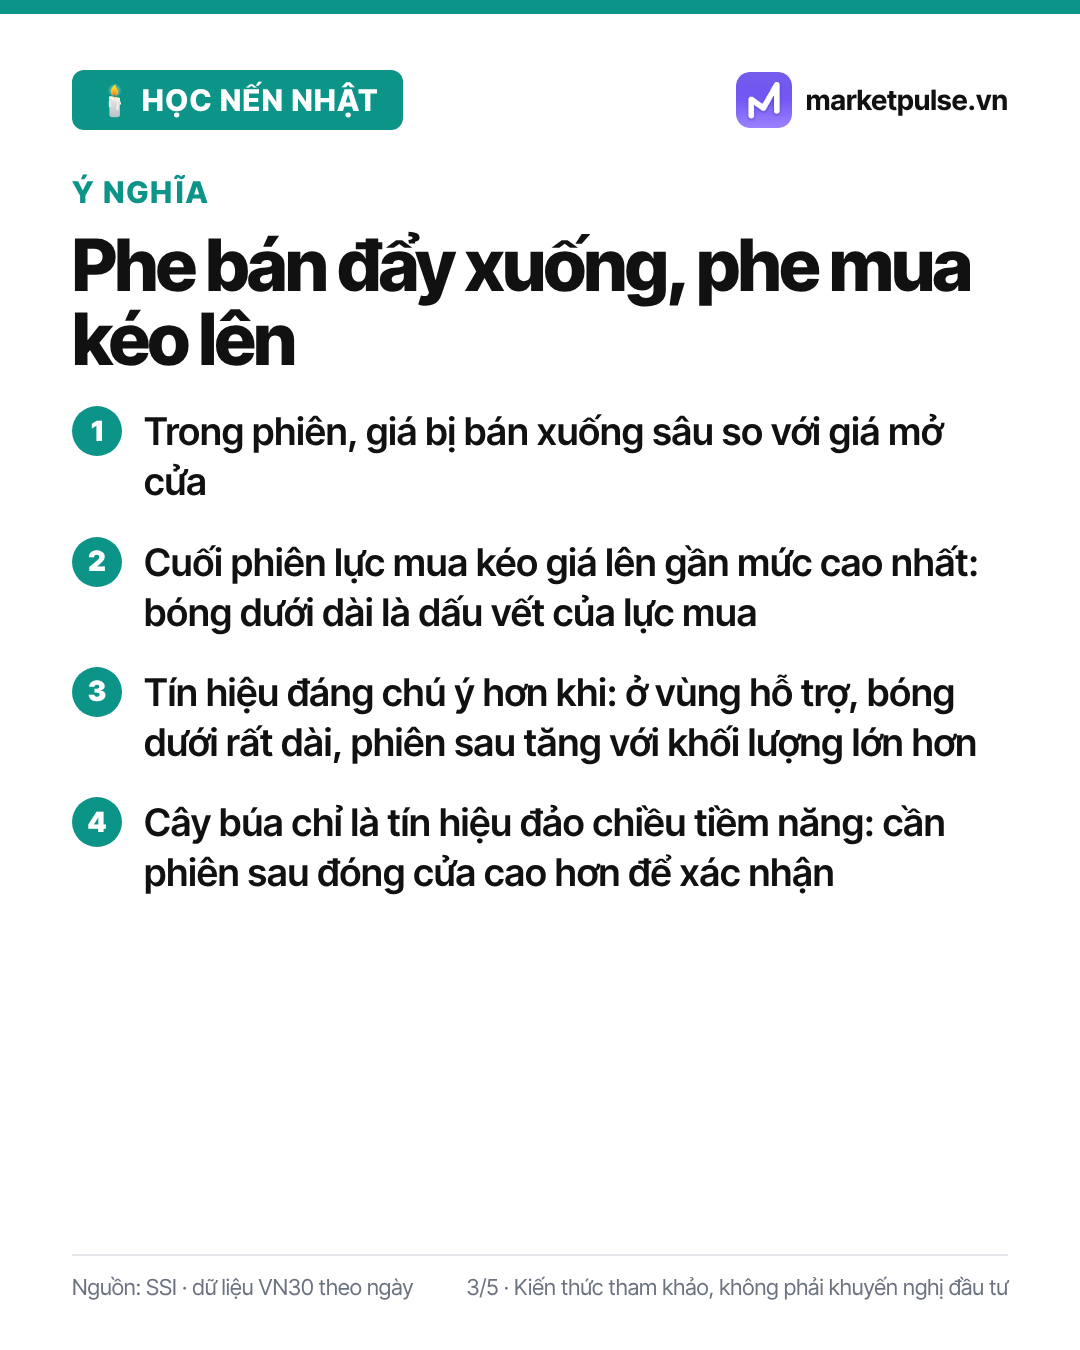 HỌC NẾN NHẬT
marketpulse.vn
Ý NGHĨA
Phe bán đẩy xuống, phe mua
kéo lên
1 Trong phiên, giá bị bán xuống sâu so với giá mở
cửa
2 Cuối phiên lực mua kéo giá lên gần mức cao nhất:
bóng dưới dài là dấu vết của lực mua
3 Tín hiệu đáng chú ý hơn khi: ở vùng hỗ trợ, bóng
dưới rất dài, phiên sau tăng với khối lượng lớn hơn
4 Cây búa chỉ là tín hiệu đảo chiều tiềm năng: cần
phiên sau đóng cửa cao hơn để xác nhận
Nguồn: SSI · dữ liệu VN30 theo ngày
3/5 · Kiến thức tham khảo, không phải khuyến nghị đầu tư